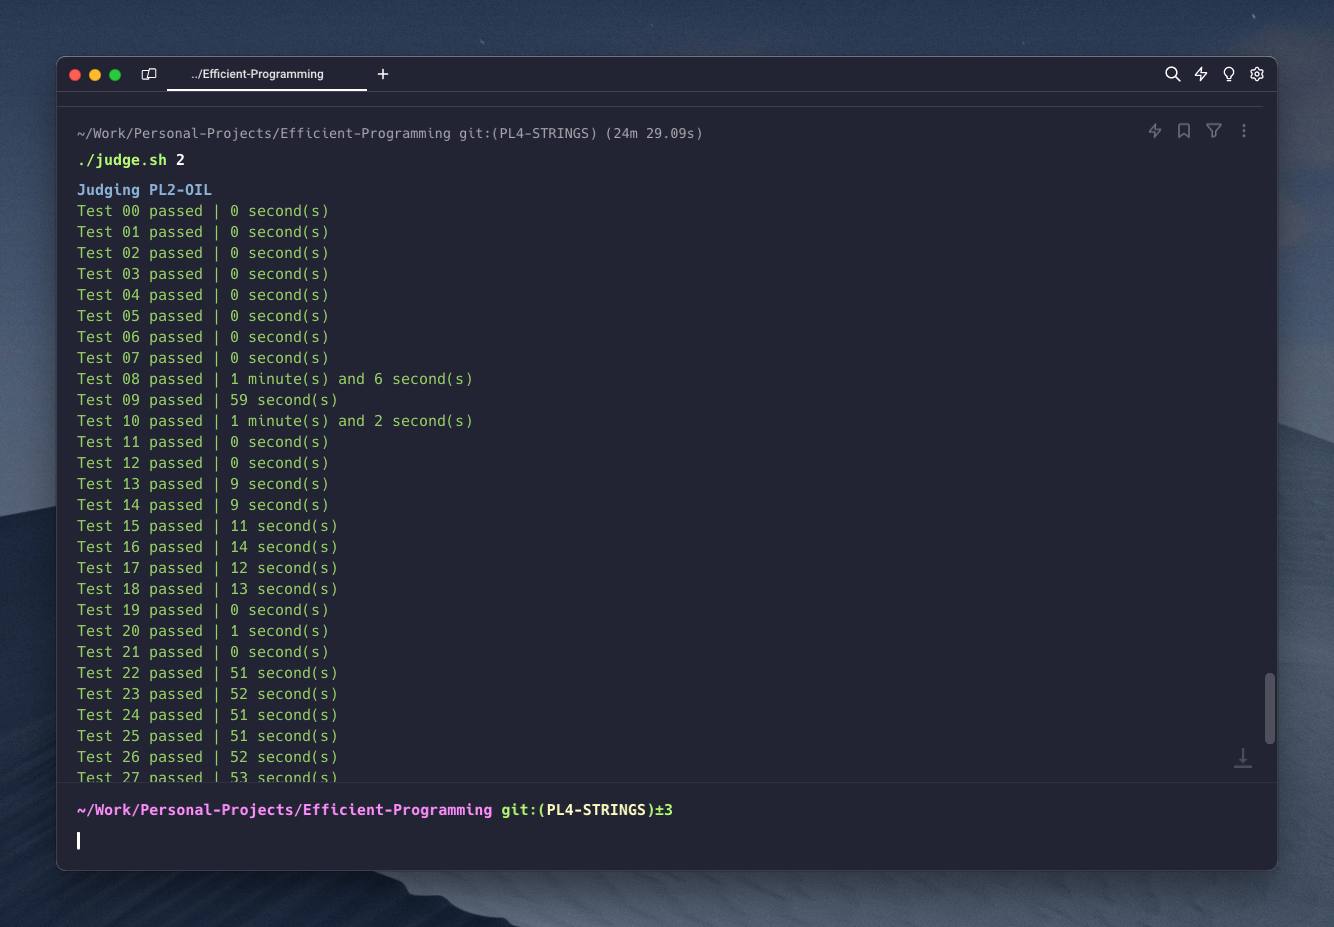 ../Efficient-Programming
~/Work/Personal-Projects/Efficient-Programming git:(PL4-STRINGS) (24m 29.09s)
./judge.sh 2
Judging PL2-OIL
Test 00 passed | 0 second(s)
Test 01 passed | 0 second(s)
Test 02 passed | 0 second(s)
Test 03 passed | 0 second(s)
Test 04 passed | 0 second(s)
Test 05 passed | 0 second(s)
Test 06 passed | 0 second(s)
Test 07 passed | 0 second(s)
Test 08 passed | 1 minute(s) and 6 second(s)
Test 09 passed | 59 second(s)
Test 10 passed | 1 minute(s) and 2 second(s)
Test 11 passed | 0 second(s)
Test 12 passed | 0 second(s)
Test 13 passed | 9 second(s)
Test 14 passed | 9 second(s)
Test 15 passed | 11 second(s)
Test 16 passed | 14 second(s)
Test 17 passed | 12 second(s)
Test 18 passed | 13 second(s)
Test 19 passed | 0 second(s)
Test 20 passed | 1 second(s)
Test 21 passed | 0 second(s)
Test 22 passed | 51 second(s)
Test 23 passed | 52 second(s)
Test 24 passed | 51 second(s)
Test 25 passed | 51 second(s)
Test 26 passed | 52 second(s)
Test 27 passed | 53 second(s)
~/Work/Personal-Projects/Efficient-Programming git:(PL4-STRINGS)±3